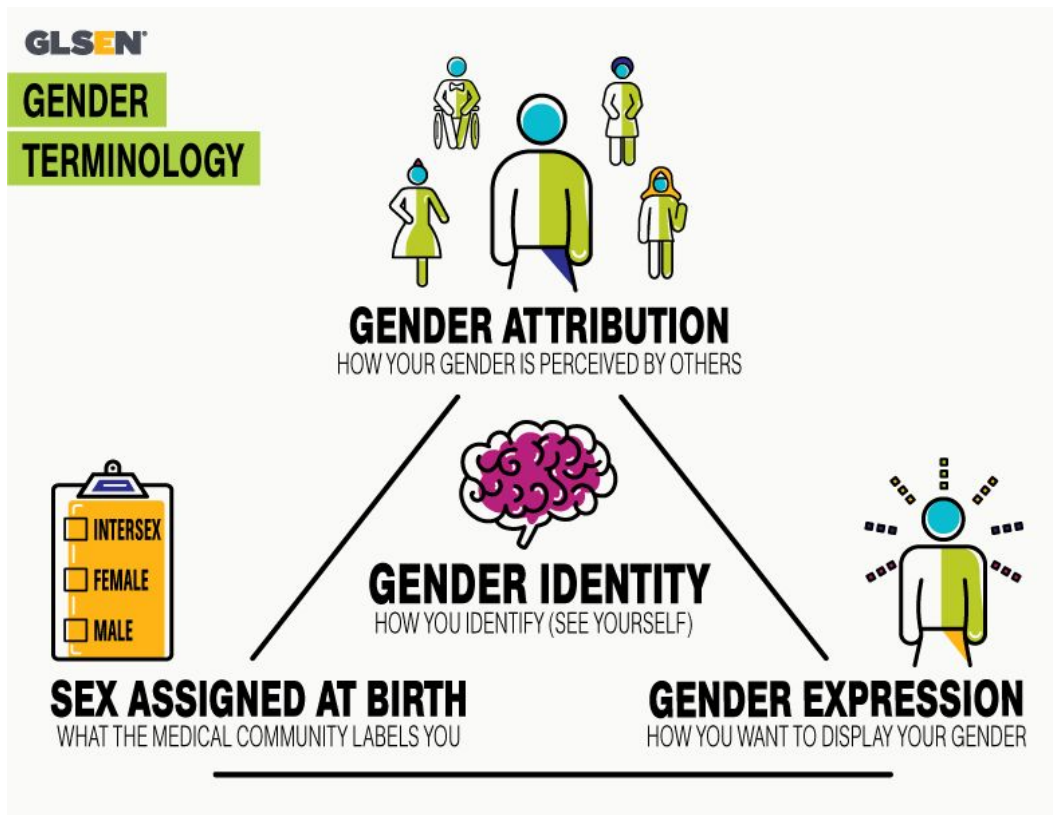 GLSEN®
GENDER
TERMINOLOGY
GENDER ATTRIBUTION
HOW YOUR GENDER IS PERCEIVED BY OTHERS
GENDER IDENTITY
HOW YOU IDENTIFY (SEE YOURSELF)
INTERSEX
FEMALE
MALE
SEX ASSIGNED AT BIRTH
WHAT THE MEDICAL COMMUNITY LABELS YOU
GENDER EXPRESSION
HOW YOU WANT TO DISPLAY YOUR GENDER